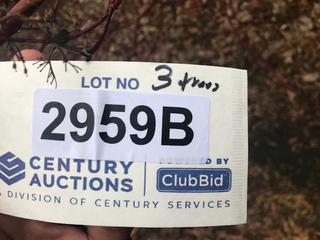 LOT NO 3 trees
2959B
CENTURY AUCTIONS
POWERED BY
ClubBid
A DIVISION OF CENTURY SERVICES